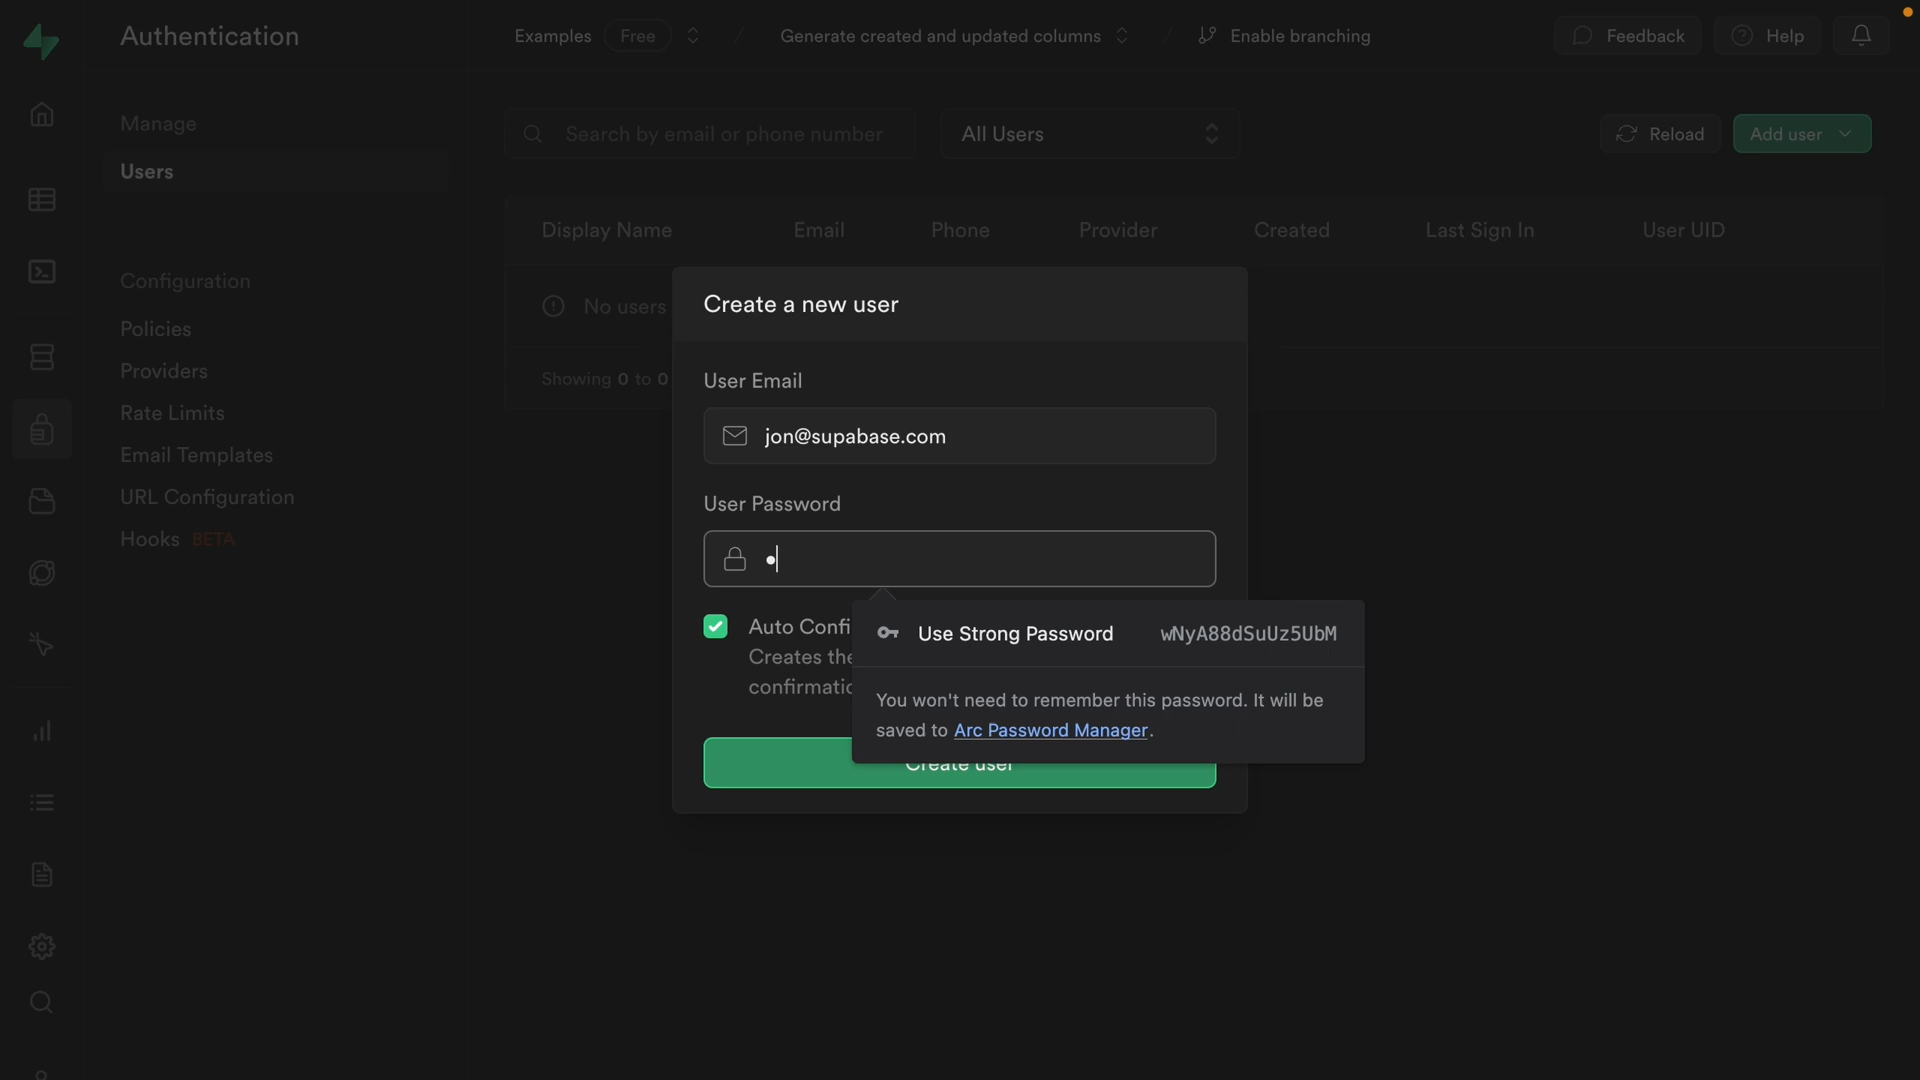 Authentication
Examples Free
Generate created and updated columns
Enable branching
Feedback
Help
Manage
Users
Configuration
Policies
Providers
Rate Limits
Email Templates
URL Configuration
Hooks BETA
Search by email or phone number
All Users
Reload
Add user
Display Name Email Phone Provider Created Last Sign In User UID
No users
Showing 0 to 0
Create a new user
User Email
jon@supabase.com
User Password
Auto Confi
Creates the
confirmatio
Use Strong Password wNyA88dSuUz5UbM
You won't need to remember this password. It will be
saved to Arc Password Manager.
Create user